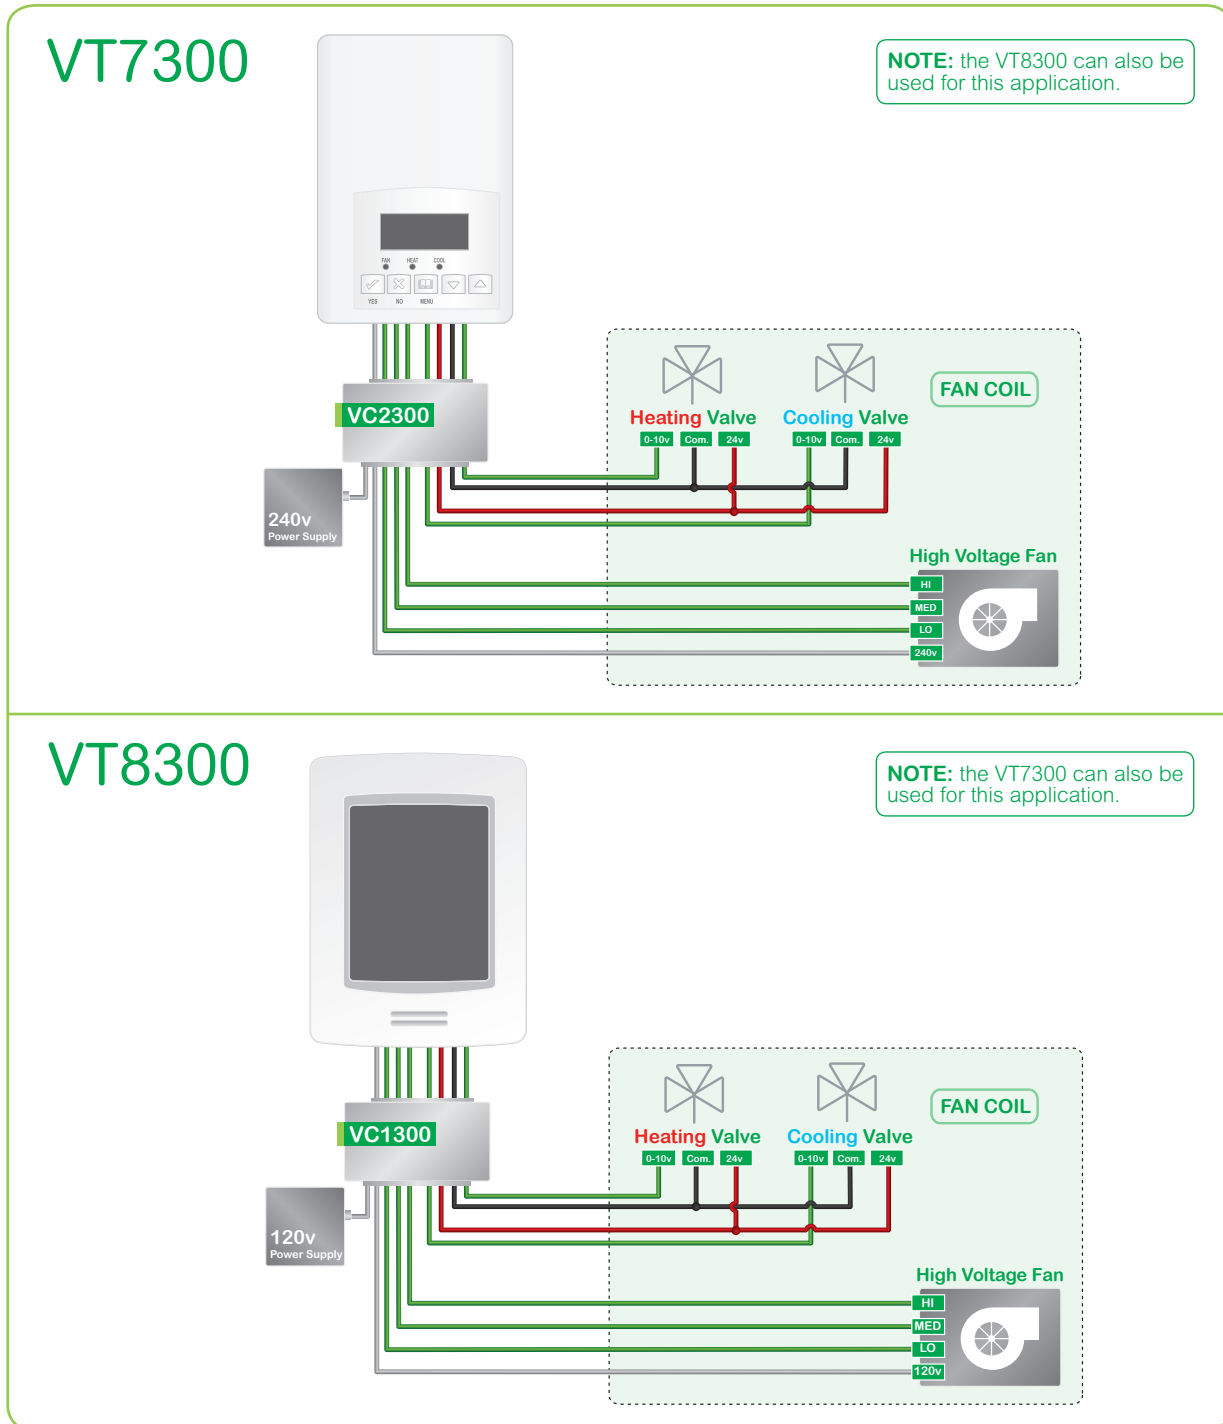 VT7300
NOTE: the VT8300 can also be
used for this application.
FAN HEAT COOL
YES NO MENU
VC2300
240v
Power Supply
FAN COIL
Heating Valve
0-10v Com. 24v
Cooling Valve
0-10v Com. 24v
High Voltage Fan
HI
MED
LO
240v
VT8300
NOTE: the VT7300 can also be
used for this application.
VC1300
120v
Power Supply
FAN COIL
Heating Valve
0-10v Com. 24v
Cooling Valve
0-10v Com. 24v
High Voltage Fan
HI
MED
LO
120v